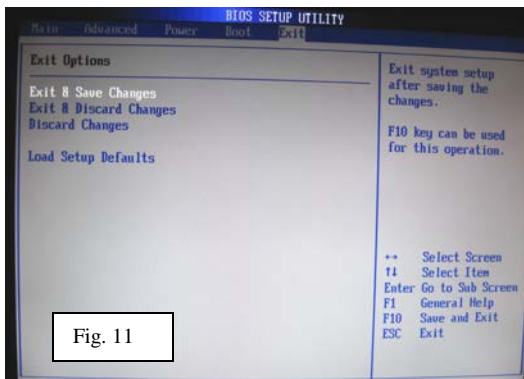 BIOS SETUP UTILITY
Main Advanced Power Boot Exit
Exit Options
Exit & Save Changes
Exit & Discard Changes
Discard Changes
Load Setup Defaults
Exit system setup
after saving the
changes.
F10 key can be used
for this operation.
↔ Select Screen
↑↓ Select Item
Enter Go to Sub Screen
F1 General Help
F10 Save and Exit
ESC Exit
Fig. 11